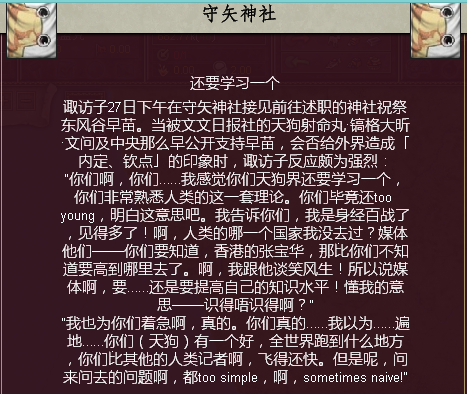 守矢神社
还要学习一个
诹访子27日下午在守矢神社接见前往述职的神社祝祭
东风谷早苗。当被文文日报社的天狗射命丸·镐格大昕
·文问及中央那么早公开支持早苗，会否给外界造成「
内定、钦点」的印象时，诹访子反应颇为强烈：
"你们啊，你们……我感觉你们天狗界还要学习一个，
你们非常熟悉人类的这一套理论。你们毕竟还too
young，明白这意思吧。我告诉你们，我是身经百战了
，见得多了！啊，人类的哪一个国家我没去过？媒体
他们——你们要知道，香港的张宝华，那比你们不知
道要高到哪里去了。啊，我跟他谈笑风生！所以说媒
体啊，要……还是要提高自己的知识水平！懂我的意
思——识得唔识得啊？"
"我也为你们着急啊，真的。你们真的……我以为……遍
地……你们（天狗）有一个好，全世界跑到什么地方
，你们比其他的人类记者啊，飞得还快。但是呢，问
来问去的问题啊，都too simple，啊，sometimes naive!"